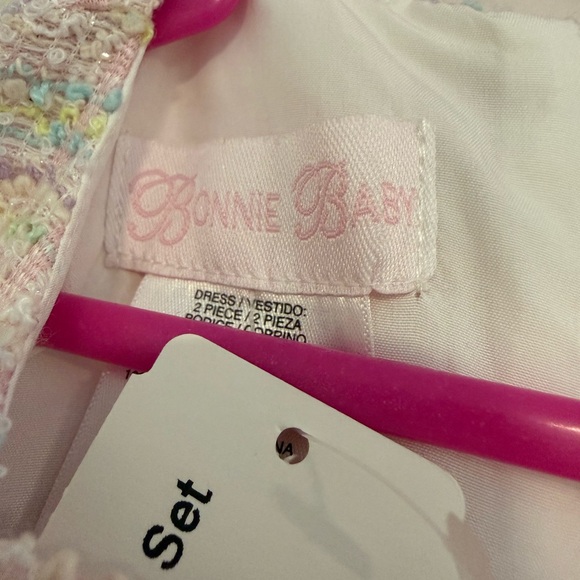 BONNIE BABY
DRESS / VESTIDO:
2 PIECE / 2 PIEZA
Set